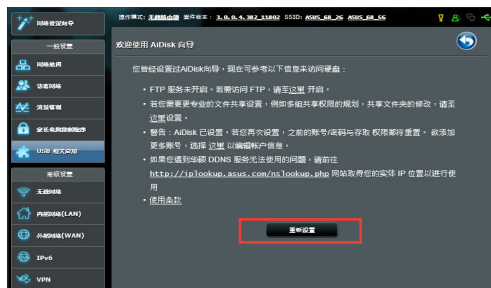 操作模式: 无线路由器 固件版本: 3.0.0.4.382_11802 SSID: ASUS_68_2G ASUS_68_5G
网络设置向导
一般设置
网络地图
访客网络
流量管理
家长电脑控制程序
USB 相关应用
高级设置
无线网络
内部网络(LAN)
外部网络(WAN)
IPv6
VPN
欢迎使用 AiDisk 向导
您曾经设置过AiDisk向导，现在可参考以下信息来访问硬盘：
• FTP 服务未开启。若需访问 FTP，请至这里 开启。
• 若您需要更专业的文件共享设置，例如多组共享权限的规划，共享文件夹的修改，请至
这里设置。
• 警告：AiDisk 已设置。若您再次设置，之前的账号/密码与存取 权限都将重置。 欲添加
更多账号，选择 这里 以编辑帐户信息。
• 如果您遇到华硕 DDNS 服务无法使用的问题，请前往
http://iplookup.asus.com/nslookup.php 网站取得您的实体 IP 位置以进行使
用
• 使用条款
重新设置